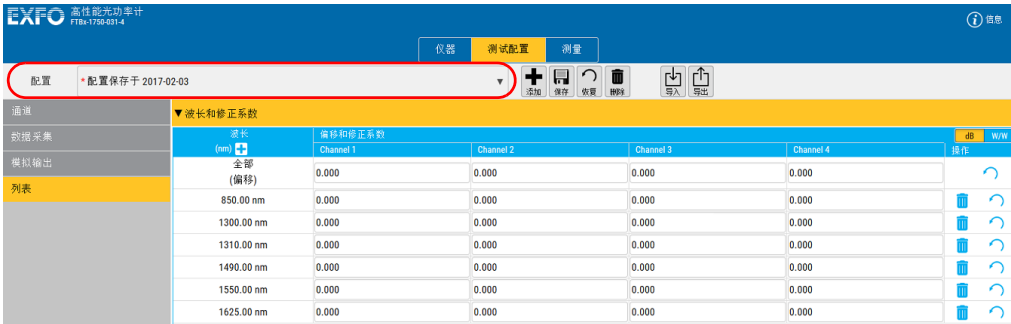 EXFO 高性能光功率计
FTBx-1750-031-4
i 信息
仪器 测试配置 测量
配置 *配置保存于 2017-02-03 添加 保存 恢复 删除 导入 导出
通道
数据采集
模拟输出
列表
▼波长和修正系数
波长 偏移和修正系数 dB W/W
(nm) Channel 1 Channel 2 Channel 3 Channel 4 操作
全部
(偏移) 0.000 0.000 0.000 0.000
850.00 nm 0.000 0.000 0.000 0.000
1300.00 nm 0.000 0.000 0.000 0.000
1310.00 nm 0.000 0.000 0.000 0.000
1490.00 nm 0.000 0.000 0.000 0.000
1550.00 nm 0.000 0.000 0.000 0.000
1625.00 nm 0.000 0.000 0.000 0.000